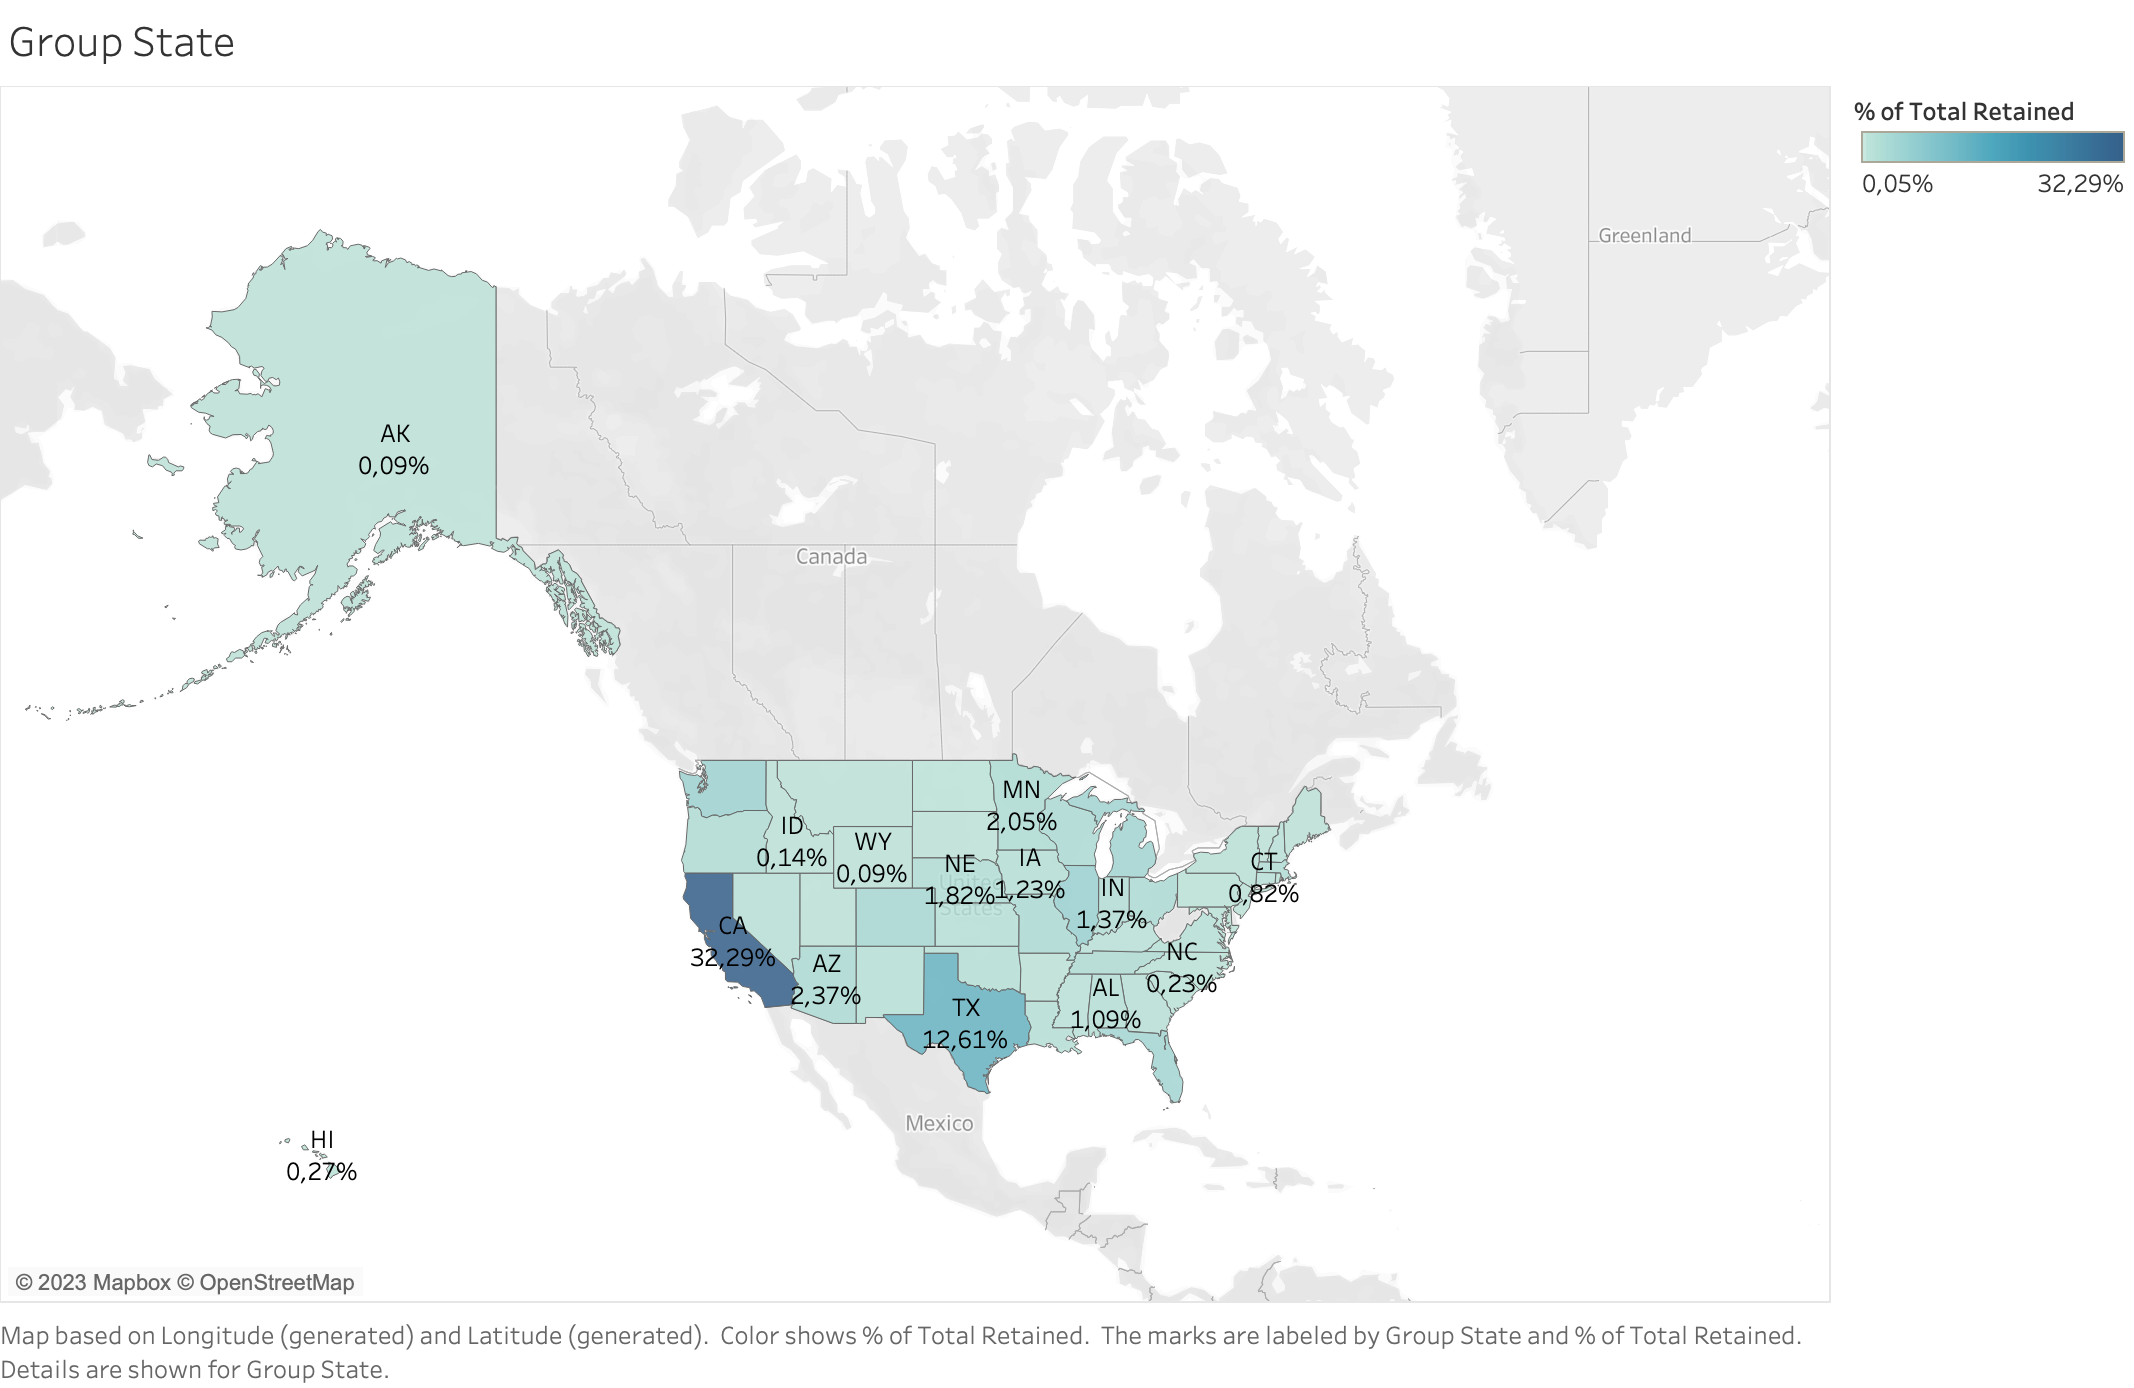 Group State
% of Total Retained
0,05% 32,29%
Greenland
AK
0,09%
Canada
MN
2,05%
ID
0,14%
WY
0,09%
NE
1,82%
IA
1,23%
United
States
IN
1,37%
CT
0,82%
CA
32,29%
AZ
2,37%
NC
0,23%
AL
1,09%
TX
12,61%
Mexico
HI
0,27%
© 2023 Mapbox © OpenStreetMap
Map based on Longitude (generated) and Latitude (generated). Color shows % of Total Retained. The marks are labeled by Group State and % of Total Retained.
Details are shown for Group State.